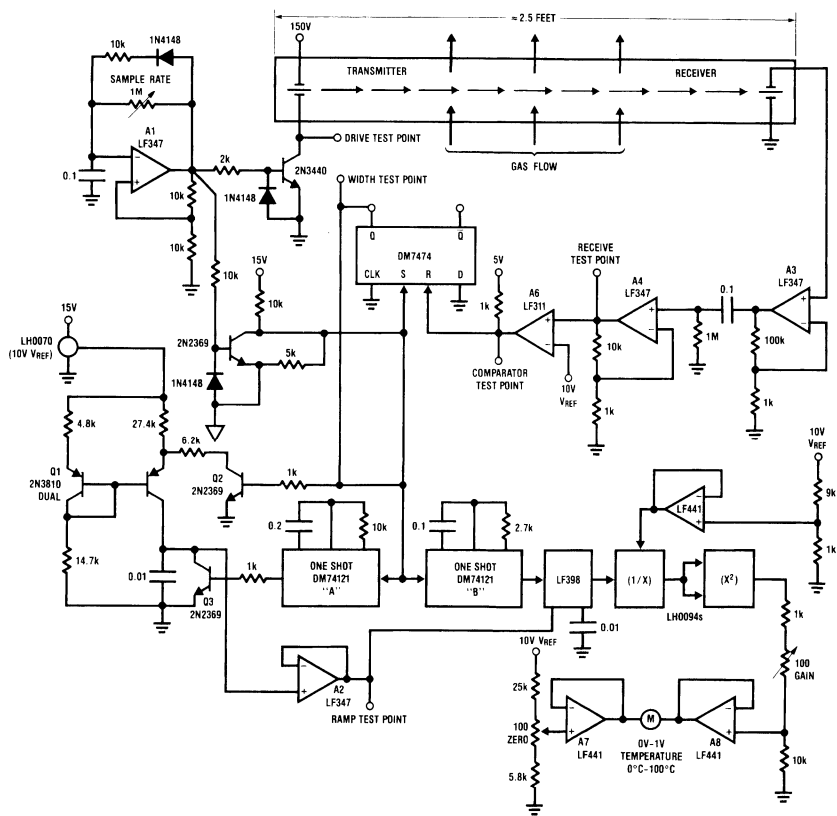 ≈ 2.5 FEET
150V
TRANSMITTER
RECEIVER
GAS FLOW
10k
1N4148
SAMPLE RATE
1M
A1
LF347
−
+
0.1
2k
2N3440
1N4148
DRIVE TEST POINT
WIDTH TEST POINT
10k
10k
10k
Q
Q̅
DM7474
CLK
S
R
D
5V
1k
A6
LF311
+
−
COMPARATOR
TEST POINT
10V
VREF
RECEIVE
TEST POINT
A4
LF347
+
−
10k
1k
0.1
1M
A3
LF347
+
−
100k
1k
15V
LH0070
(10V VREF)
15V
10k
2N2369
5k
1N4148
4.8k
27.4k
6.2k
Q1
2N3810
DUAL
Q2
2N2369
1k
14.7k
0.01
Q3
2N2369
1k
0.2
10k
ONE SHOT
DM74121
"A"
0.1
2.7k
ONE SHOT
DM74121
"B"
LF398
0.01
(1/X)
(X²)
LH0094s
LF441
−
+
10V
VREF
9k
1k
1k
100
GAIN
10k
−
+
A2
LF347
RAMP TEST POINT
10V VREF
25k
100
ZERO
5.8k
−
+
A7
LF441
M
0V-1V
TEMPERATURE
0°C-100°C
−
+
A8
LF441